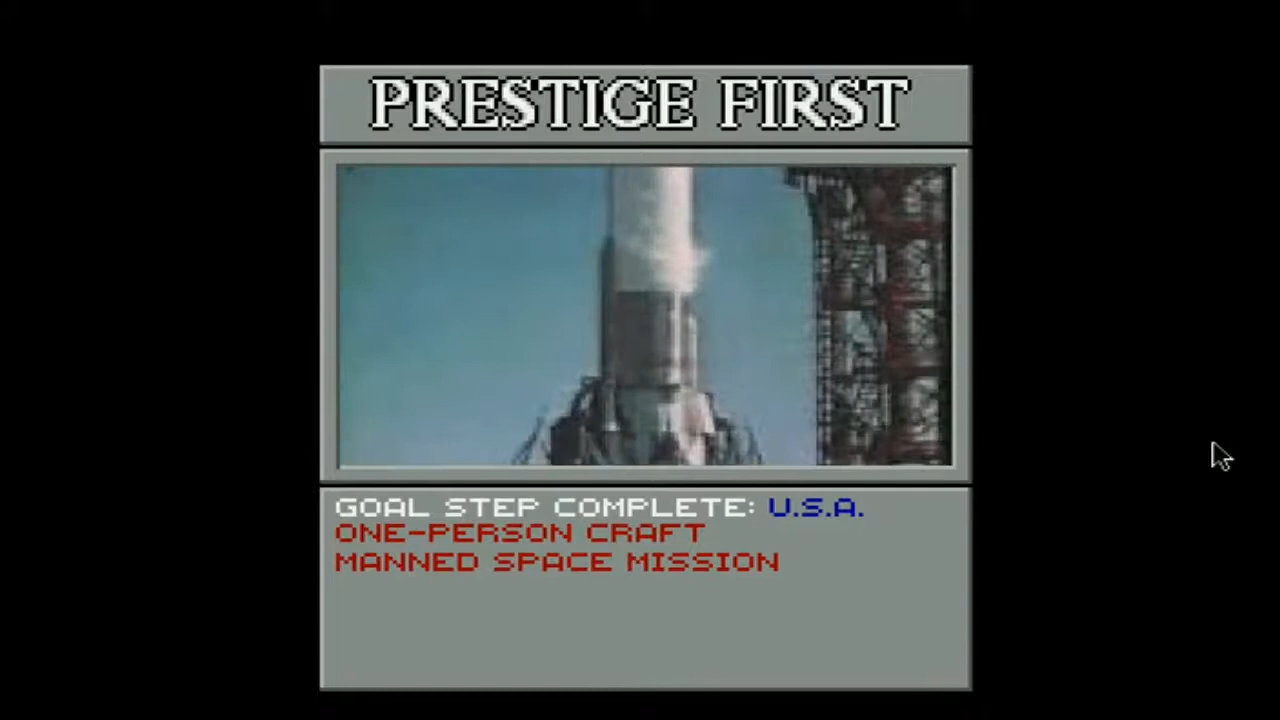 PRESTIGE FIRST
GOAL STEP COMPLETE: U.S.A.
ONE-PERSON CRAFT
MANNED SPACE MISSION